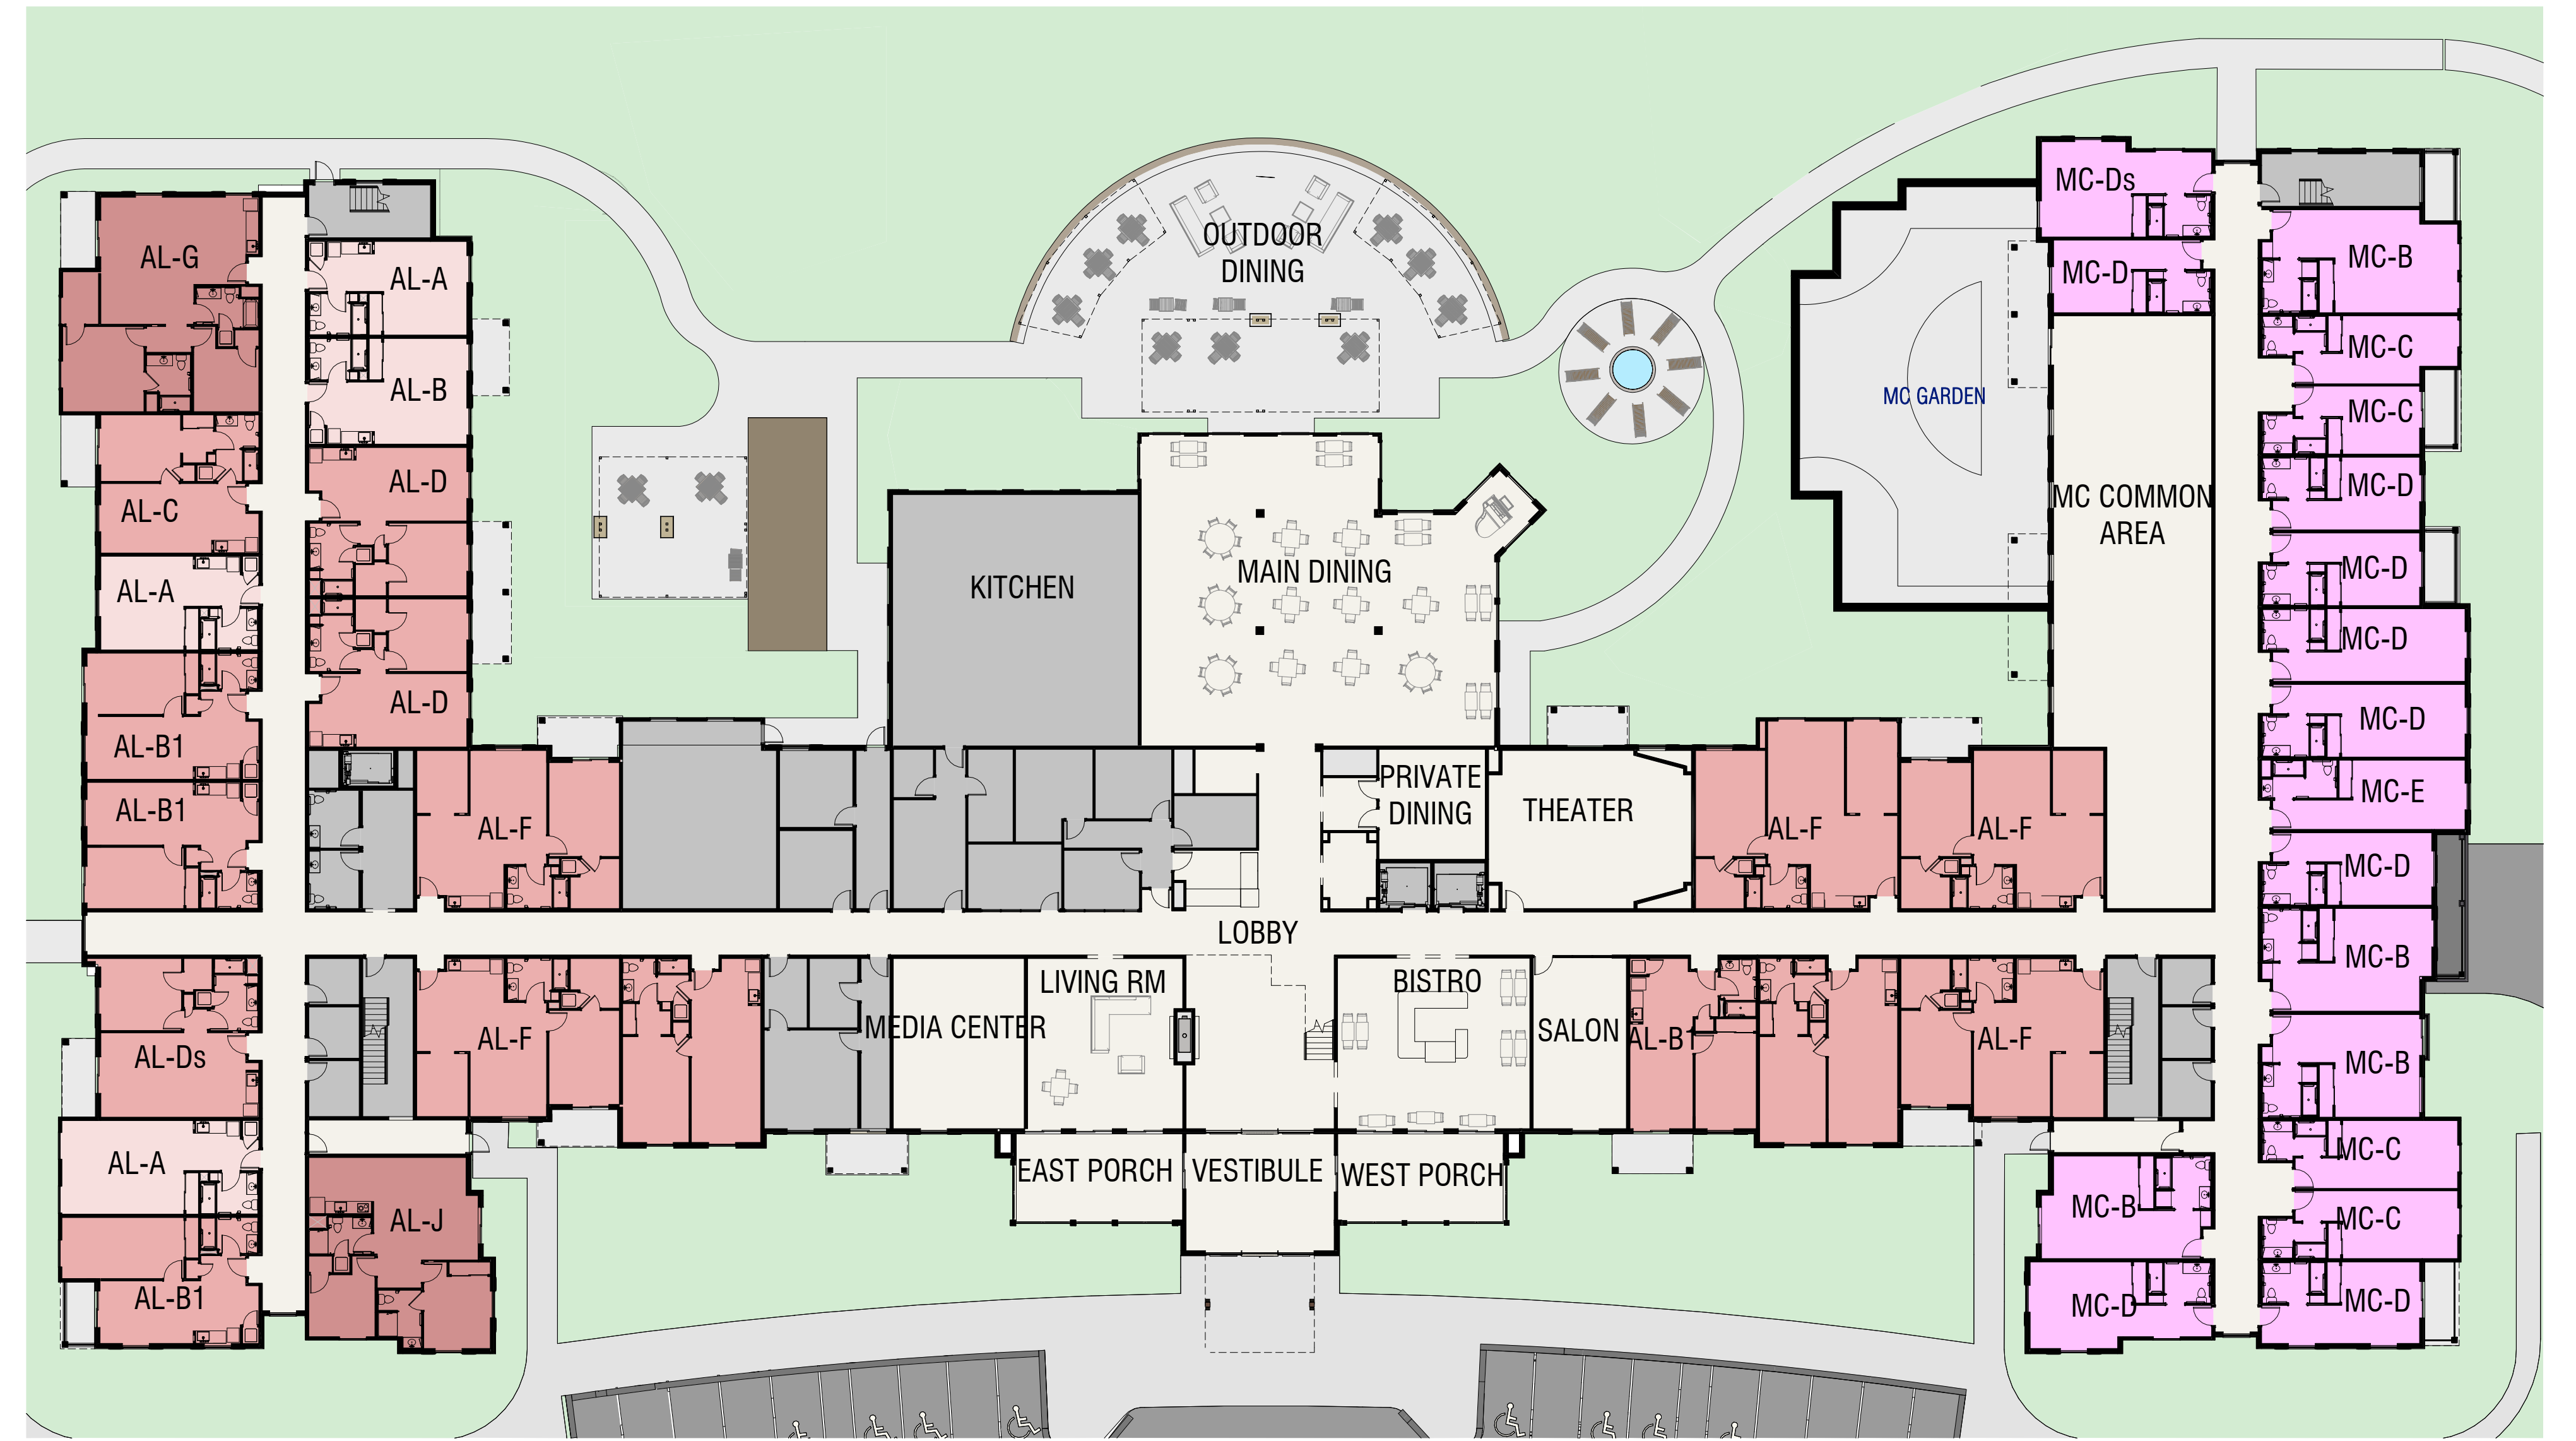 MC-Ds
OUTDOOR
DINING
AL-G
AL-A
MC-D
MC-B
AL-B
MC-C
MC GARDEN
MC-C
AL-D
AL-C
MC-D
MC COMMON
AREA
MAIN DINING
KITCHEN
MC-D
AL-A
MC-D
AL-D
MC-D
AL-B1
PRIVATE
DINING
THEATER
AL-B1
AL-F
AL-F
AL-F
MC-E
MC-D
LOBBY
MC-B
LIVING RM
BISTRO
MEDIA CENTER
SALON
AL-B1
AL-F
AL-F
AL-Ds
MC-B
AL-A
EAST PORCH
VESTIBULE
WEST PORCH
MC-C
AL-J
MC-B
MC-C
AL-B1
MC-D
MC-D